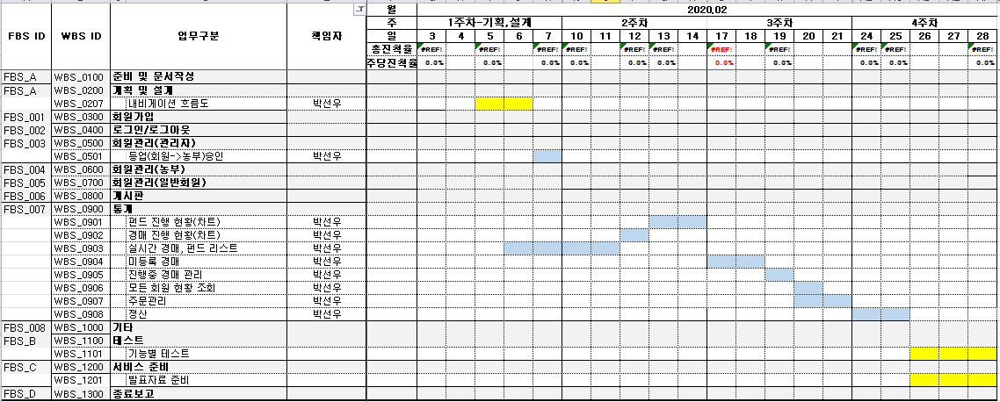 월 2020.02
FBS ID WBS ID 업무구분 책임자 주 1주차-기획,설계 2주차 3주차 4주차
일 3 4 5 6 7 10 11 12 13 14 17 18 19 20 21 24 25 26 27 28
총진척율 #REF! #REF! #REF! #REF! #REF! #REF! #REF! #REF! #REF! #REF! #REF!
주당진척율 0.0% 0.0% 0.0% 0.0% 0.0% 0.0% 0.0% 0.0% 0.0% 0.0% 0.0%
FBS_A WBS_0100 준비 및 문서작성
FBS_A WBS_0200 계획 및 설계
WBS_0207 내비게이션 흐름도 박선우
FBS_001 WBS_0300 회원가입
FBS_002 WBS_0400 로그인/로그아웃
FBS_003 WBS_0500 회원관리(관리자)
WBS_0501 등업(회원->농부)승인 박선우
FBS_004 WBS_0600 회원관리(농부)
FBS_005 WBS_0700 회원관리(일반회원)
FBS_006 WBS_0800 게시판
FBS_007 WBS_0900 통계
WBS_0901 펀드 진행 현황(차트) 박선우
WBS_0902 경매 진행 현황(차트) 박선우
WBS_0903 실시간 경매, 펀드 리스트 박선우
WBS_0904 미등록 경매 박선우
WBS_0905 진행중 경매 관리 박선우
WBS_0906 모든 회원 현황 조회 박선우
WBS_0907 주문관리 박선우
WBS_0908 정산 박선우
FBS_008 WBS_1000 기타
FBS_B WBS_1100 테스트
WBS_1101 기능별 테스트
FBS_C WBS_1200 서비스 준비
WBS_1201 발표자료 준비
FBS_D WBS_1300 종료보고